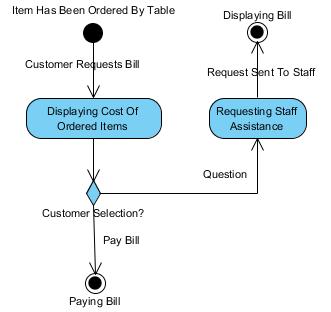 Item Has Been Ordered By Table
Displaying Bill
Customer Requests Bill
Request Sent To Staff
Displaying Cost Of
Ordered Items
Requesting Staff
Assistance
Question
Customer Selection?
Pay Bill
Paying Bill